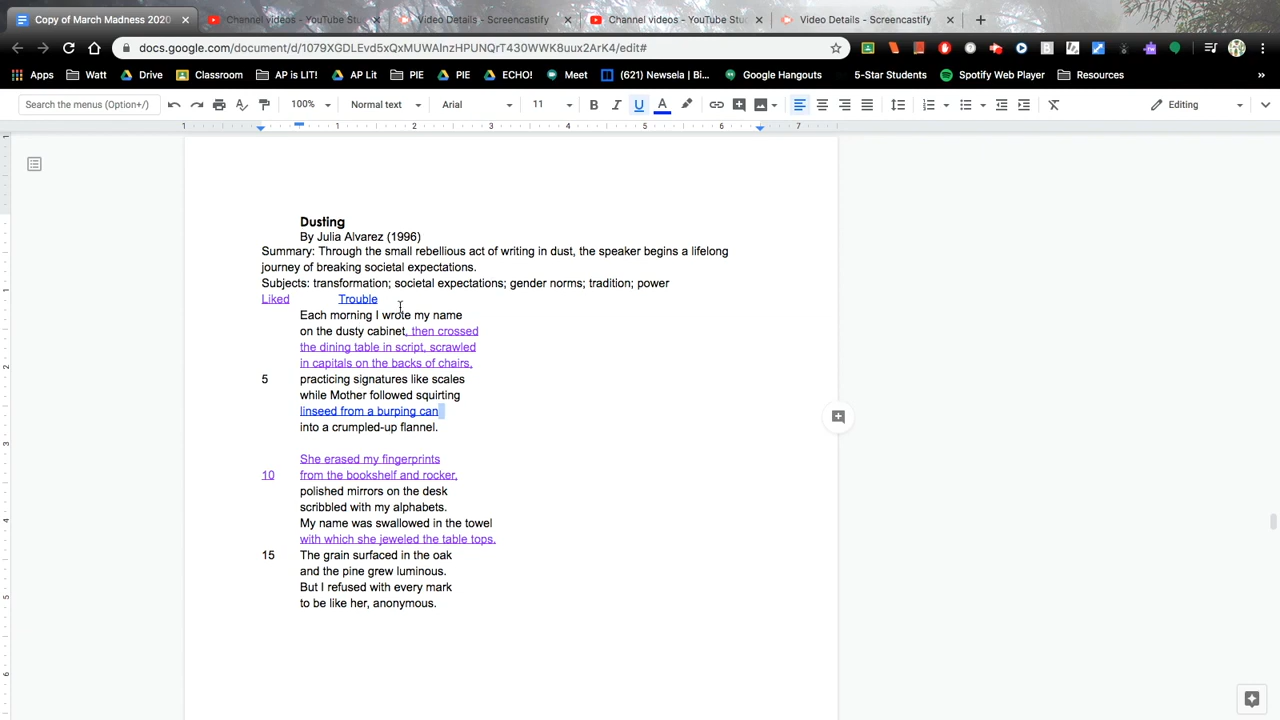 Copy of March Madness 2020
Channel videos - YouTube Stu
Video Details - Screencastify
Channel videos - YouTube Stu
Video Details - Screencastify
docs.google.com/document/d/1079XGDLEvd5xQxMUWAInzHPUNQrT430WWK8uux2ArK4/edit#
Apps Watt Drive Classroom AP is LIT! AP Lit PIE PIE ECHO! Meet (621) Newsela | Bi... Google Hangouts 5-Star Students Spotify Web Player Resources »
Search the menus (Option+/) 100% Normal text Arial 11 B I U A Editing
1 1 2 3 4 5 6 7
Dusting
By Julia Alvarez (1996)
Summary: Through the small rebellious act of writing in dust, the speaker begins a lifelong
journey of breaking societal expectations.
Subjects: transformation; societal expectations; gender norms; tradition; power
Liked Trouble
Each morning I wrote my name
on the dusty cabinet, then crossed
the dining table in script, scrawled
in capitals on the backs of chairs,
5 practicing signatures like scales
while Mother followed squirting
linseed from a burping can
into a crumpled-up flannel.
She erased my fingerprints
10 from the bookshelf and rocker,
polished mirrors on the desk
scribbled with my alphabets.
My name was swallowed in the towel
with which she jeweled the table tops.
15 The grain surfaced in the oak
and the pine grew luminous.
But I refused with every mark
to be like her, anonymous.